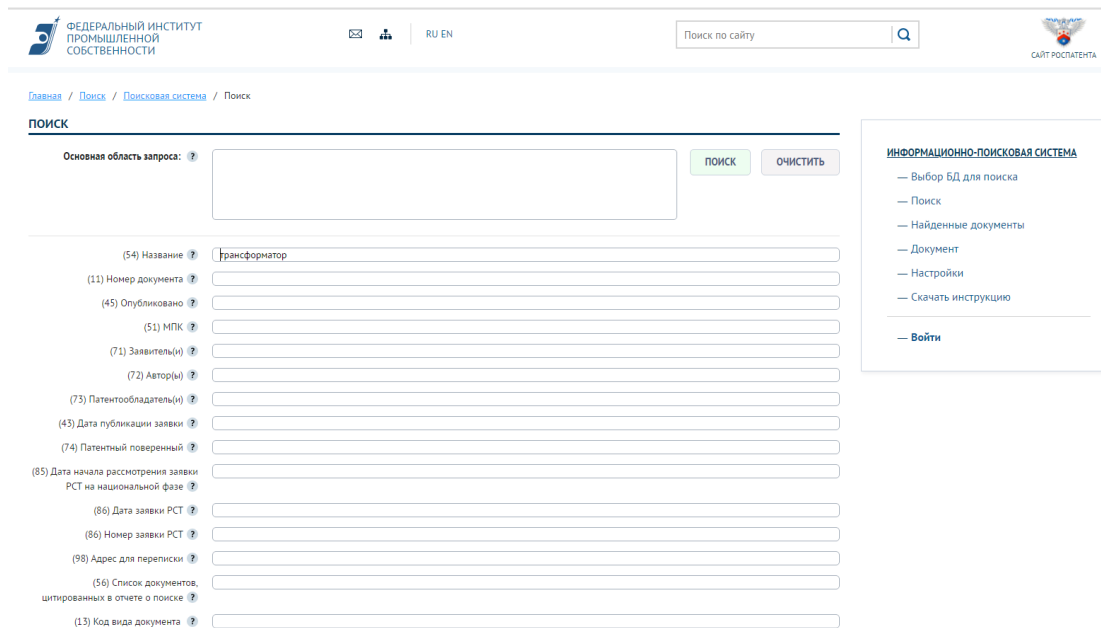 ФЕДЕРАЛЬНЫЙ ИНСТИТУТ
ПРОМЫШЛЕННОЙ
СОБСТВЕННОСТИ
RU EN
Поиск по сайту
САЙТ РОСПАТЕНТА
Главная / Поиск / Поисковая система / Поиск
ПОИСК
Основная область запроса: ?
ПОИСК
ОЧИСТИТЬ
(54) Название ?
трансформатор
(11) Номер документа ?
(45) Опубликовано ?
(51) МПК ?
(71) Заявитель(и) ?
(72) Автор(ы) ?
(73) Патентообладатель(и) ?
(43) Дата публикации заявки ?
(74) Патентный поверенный ?
(85) Дата начала рассмотрения заявки
РСТ на национальной фазе ?
(86) Дата заявки РСТ ?
(86) Номер заявки РСТ ?
(98) Адрес для переписки ?
(56) Список документов,
цитированных в отчете о поиске ?
(13) Код вида документа ?
ИНФОРМАЦИОННО-ПОИСКОВАЯ СИСТЕМА
— Выбор БД для поиска
— Поиск
— Найденные документы
— Документ
— Настройки
— Скачать инструкцию
— Войти